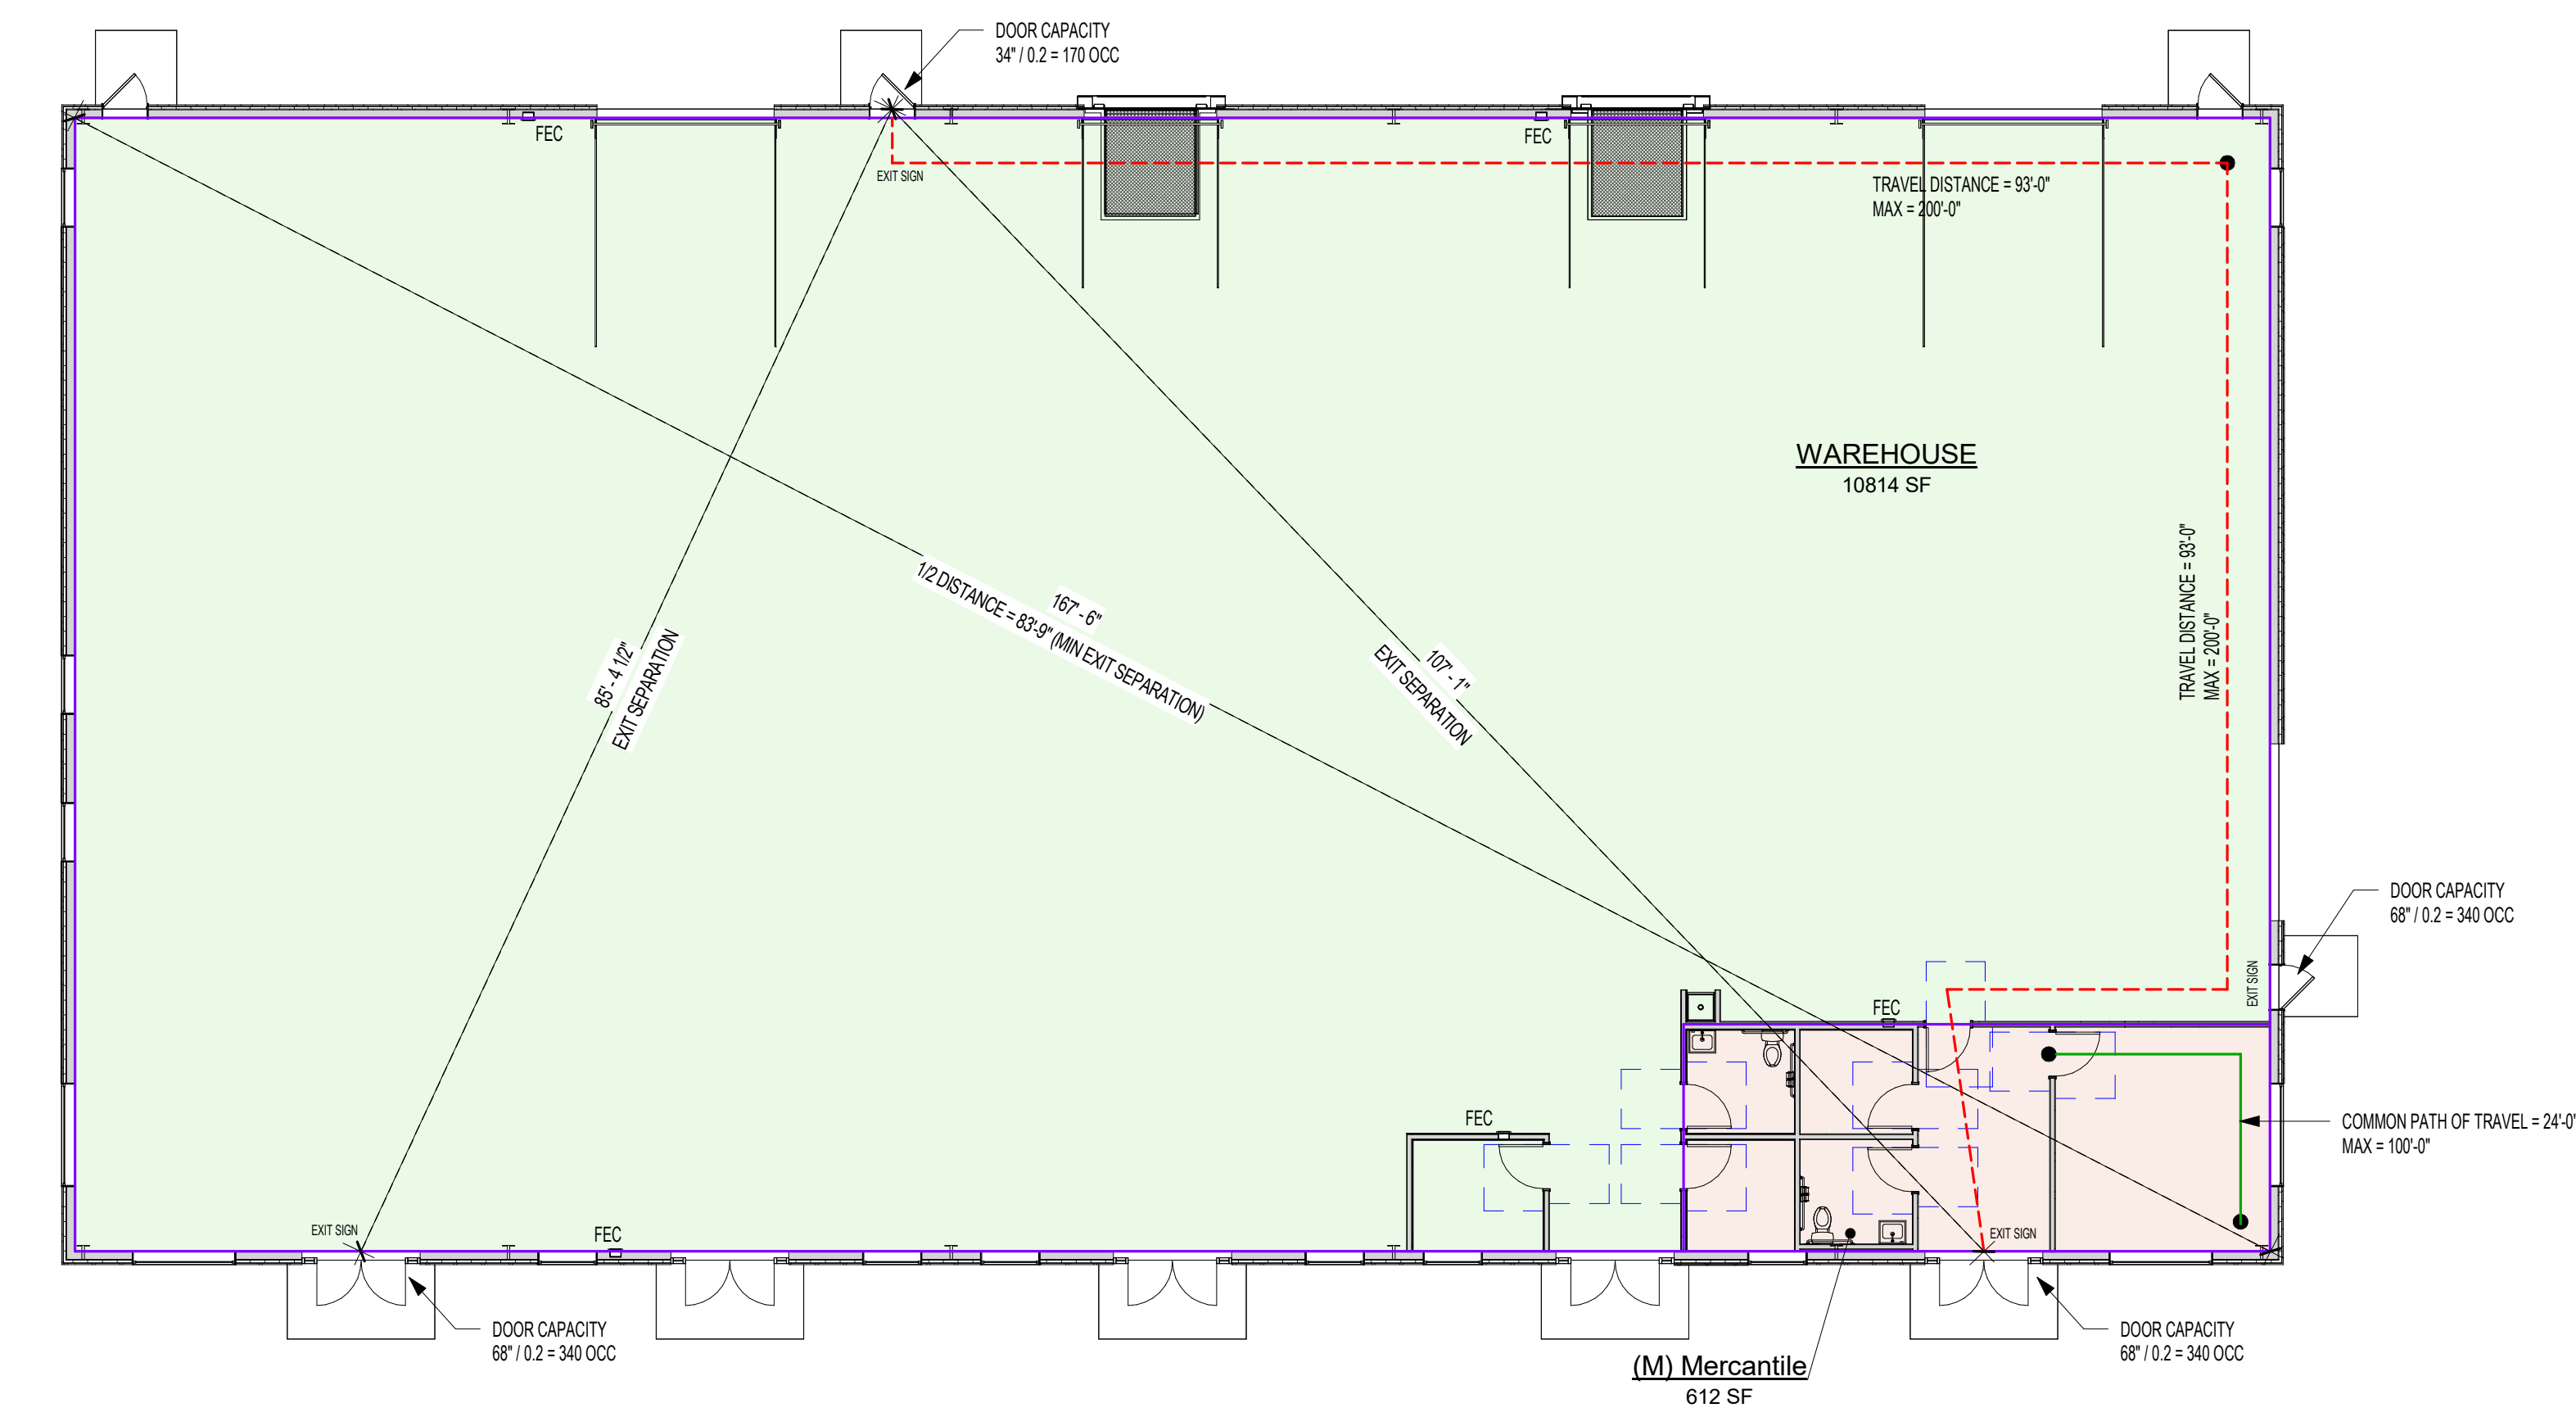 DOOR CAPACITY
34" / 0.2 = 170 OCC
FEC
FEC
EXIT SIGN
TRAVEL DISTANCE = 93'-0"
MAX = 200'-0"
WAREHOUSE
10814 SF
TRAVEL DISTANCE = 93'-0"
MAX = 200'-0"
167' - 6"
1/2 DISTANCE = 83'-9" (MIN EXIT SEPARATION)
85' - 4 1/2"
EXIT SEPARATION
107' - 1"
EXIT SEPARATION
DOOR CAPACITY
68" / 0.2 = 340 OCC
EXIT SIGN
FEC
FEC
COMMON PATH OF TRAVEL = 24'-0"
MAX = 100'-0"
EXIT SIGN
FEC
EXIT SIGN
DOOR CAPACITY
68" / 0.2 = 340 OCC
DOOR CAPACITY
68" / 0.2 = 340 OCC
(M) Mercantile
612 SF